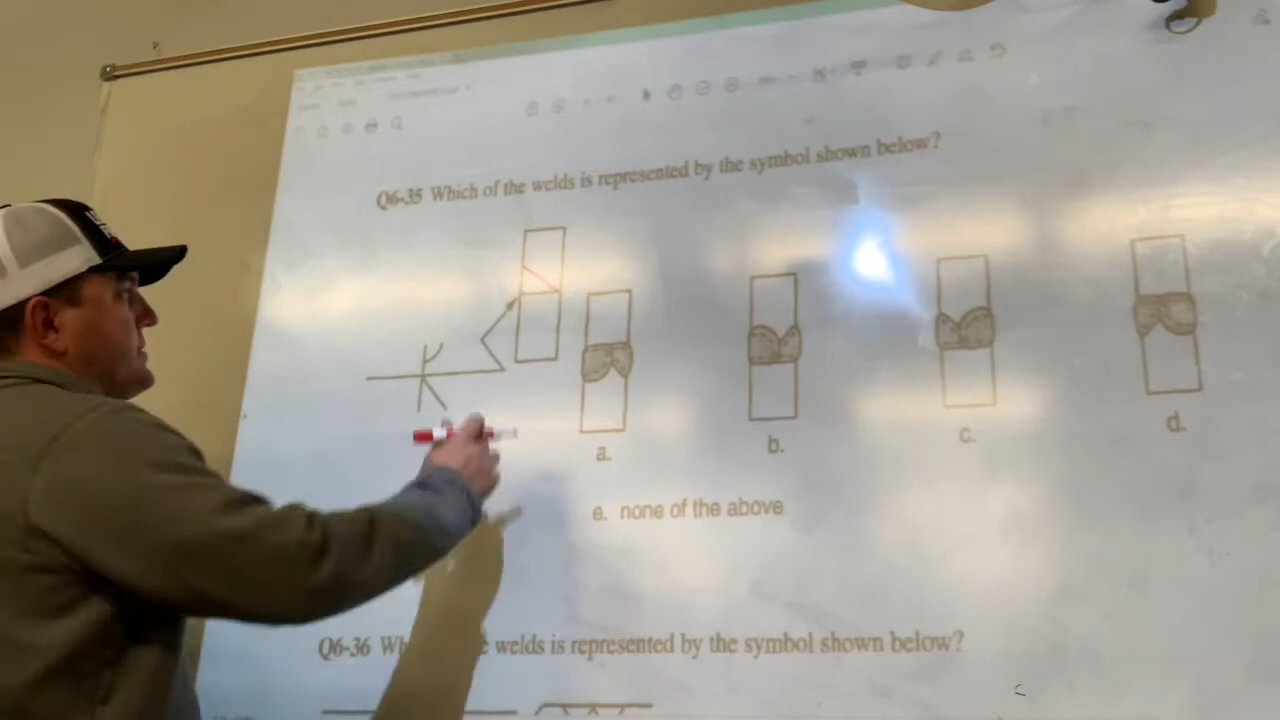 Q6-35 Which of the welds is represented by the symbol shown below?
a.
b.
c.
d.
e. none of the above
Q6-36 welds is represented by the symbol shown below?